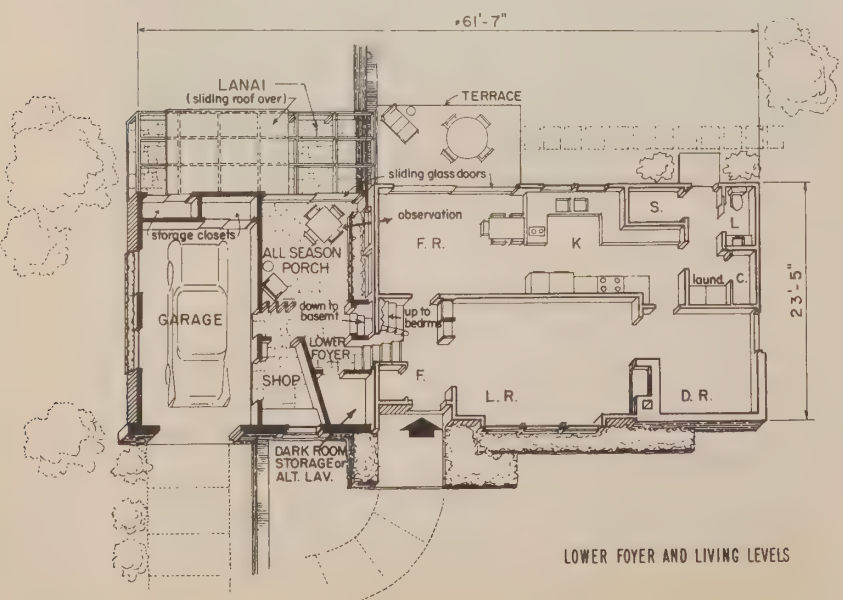 61'-7"
LANAI
(sliding roof over)
TERRACE
sliding glass doors
observation
storage closets
ALL SEASON
PORCH
F. R.
K
S.
L
laund.
C.
23'-5"
GARAGE
down to
basemt
up to
bedrms
LOWER
FOYER
SHOP
F.
L. R.
D. R.
DARK ROOM
STORAGE or
ALT. LAV.
LOWER FOYER AND LIVING LEVELS